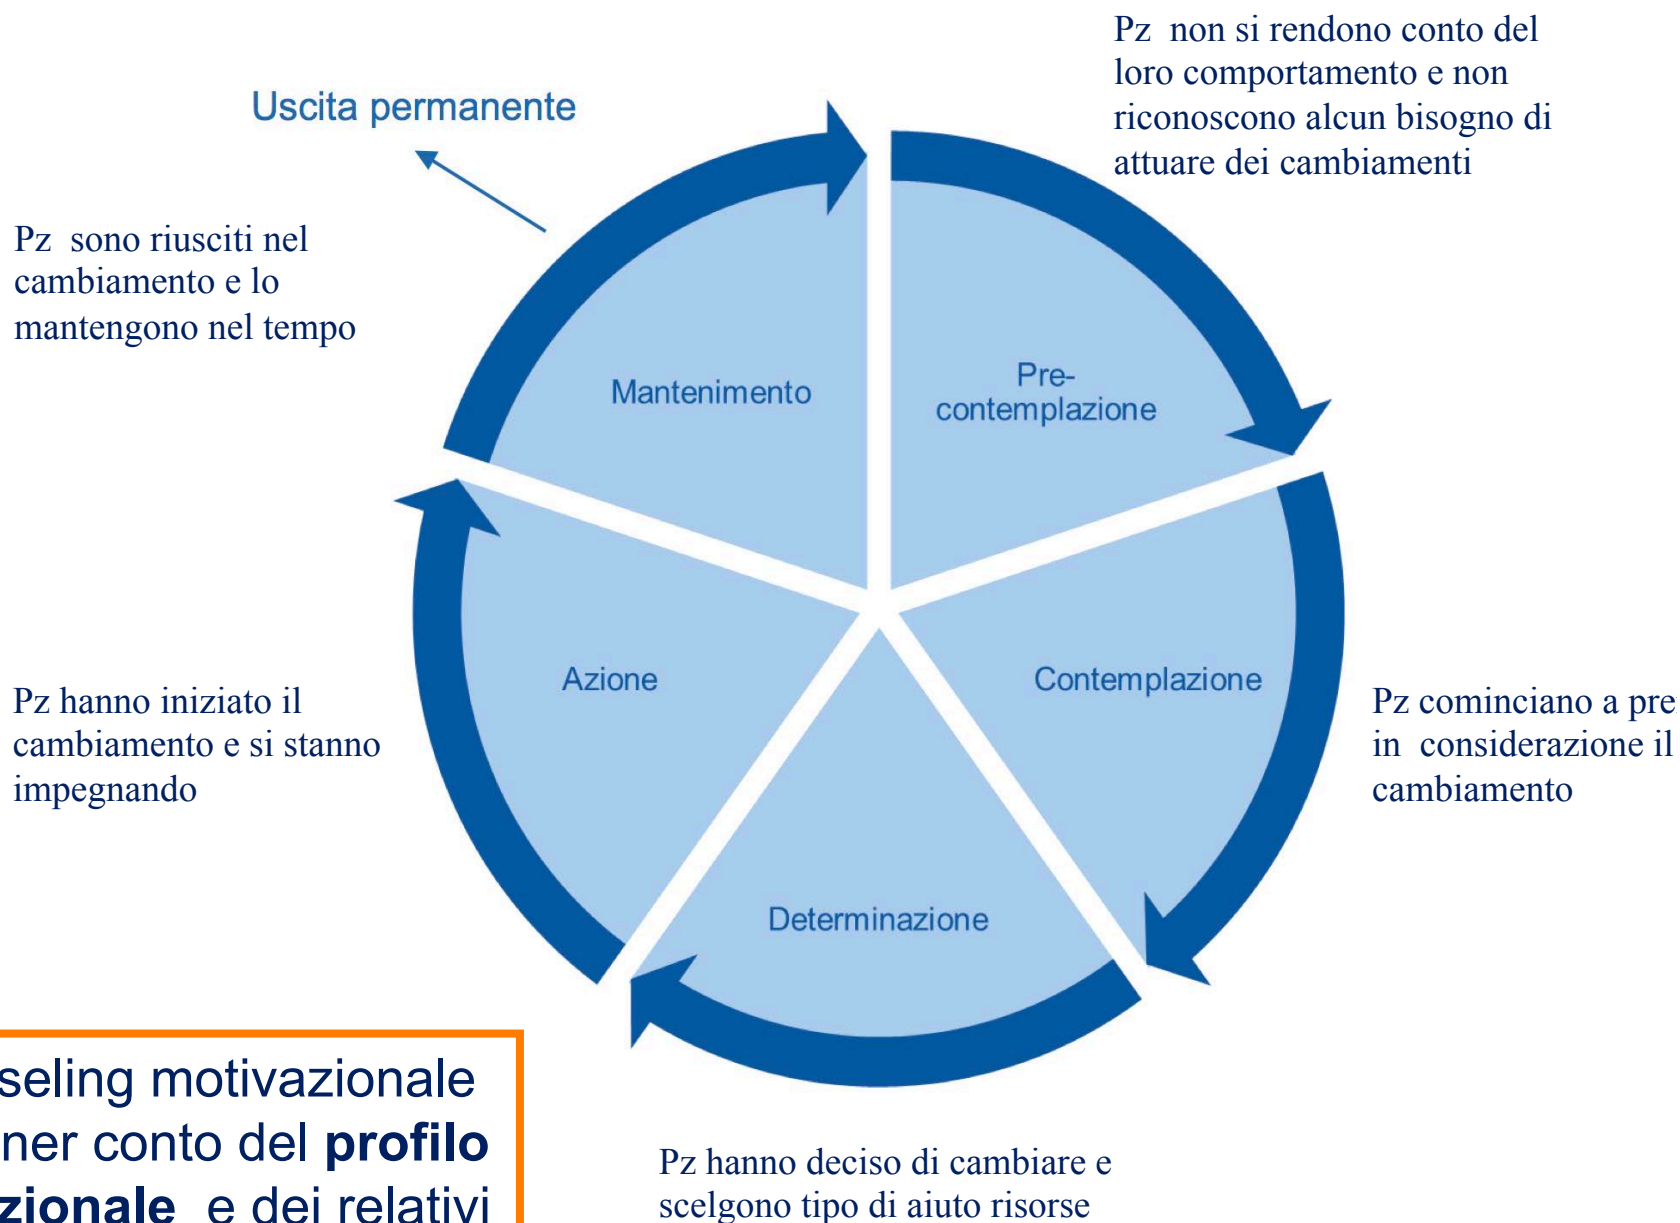 Pz non si rendono conto del
loro comportamento e non
riconoscono alcun bisogno di
attuare dei cambiamenti
Uscita permanente
Pz sono riusciti nel
cambiamento e lo
mantengono nel tempo
Mantenimento
Pre-
contemplazione
Azione
Contemplazione
Pz hanno iniziato il
cambiamento e si stanno
impegnando
Pz cominciano a
in considerazione il
cambiamento
Determinazione
seling motivazionale
ner conto del profilo
zionale e dei relativi
Pz hanno deciso di cambiare e
scelgono tipo di aiuto risorse